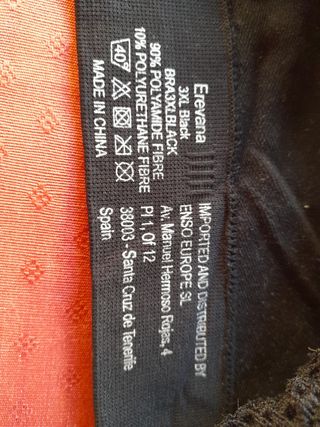 Erevana
3XL Black
BRA3XLBLACK
90% POLYAMIDE FIBRE
10% POLYURETHANE FIBRE
40°
MADE IN CHINA
IMPORTED AND DISTRIBUTED BY
ENSO EUROPE SL
Av. Manuel Hermoso Rojas, 4
Pl 1, Of 12
38003 - Santa Cruz de Tenerife
Spain